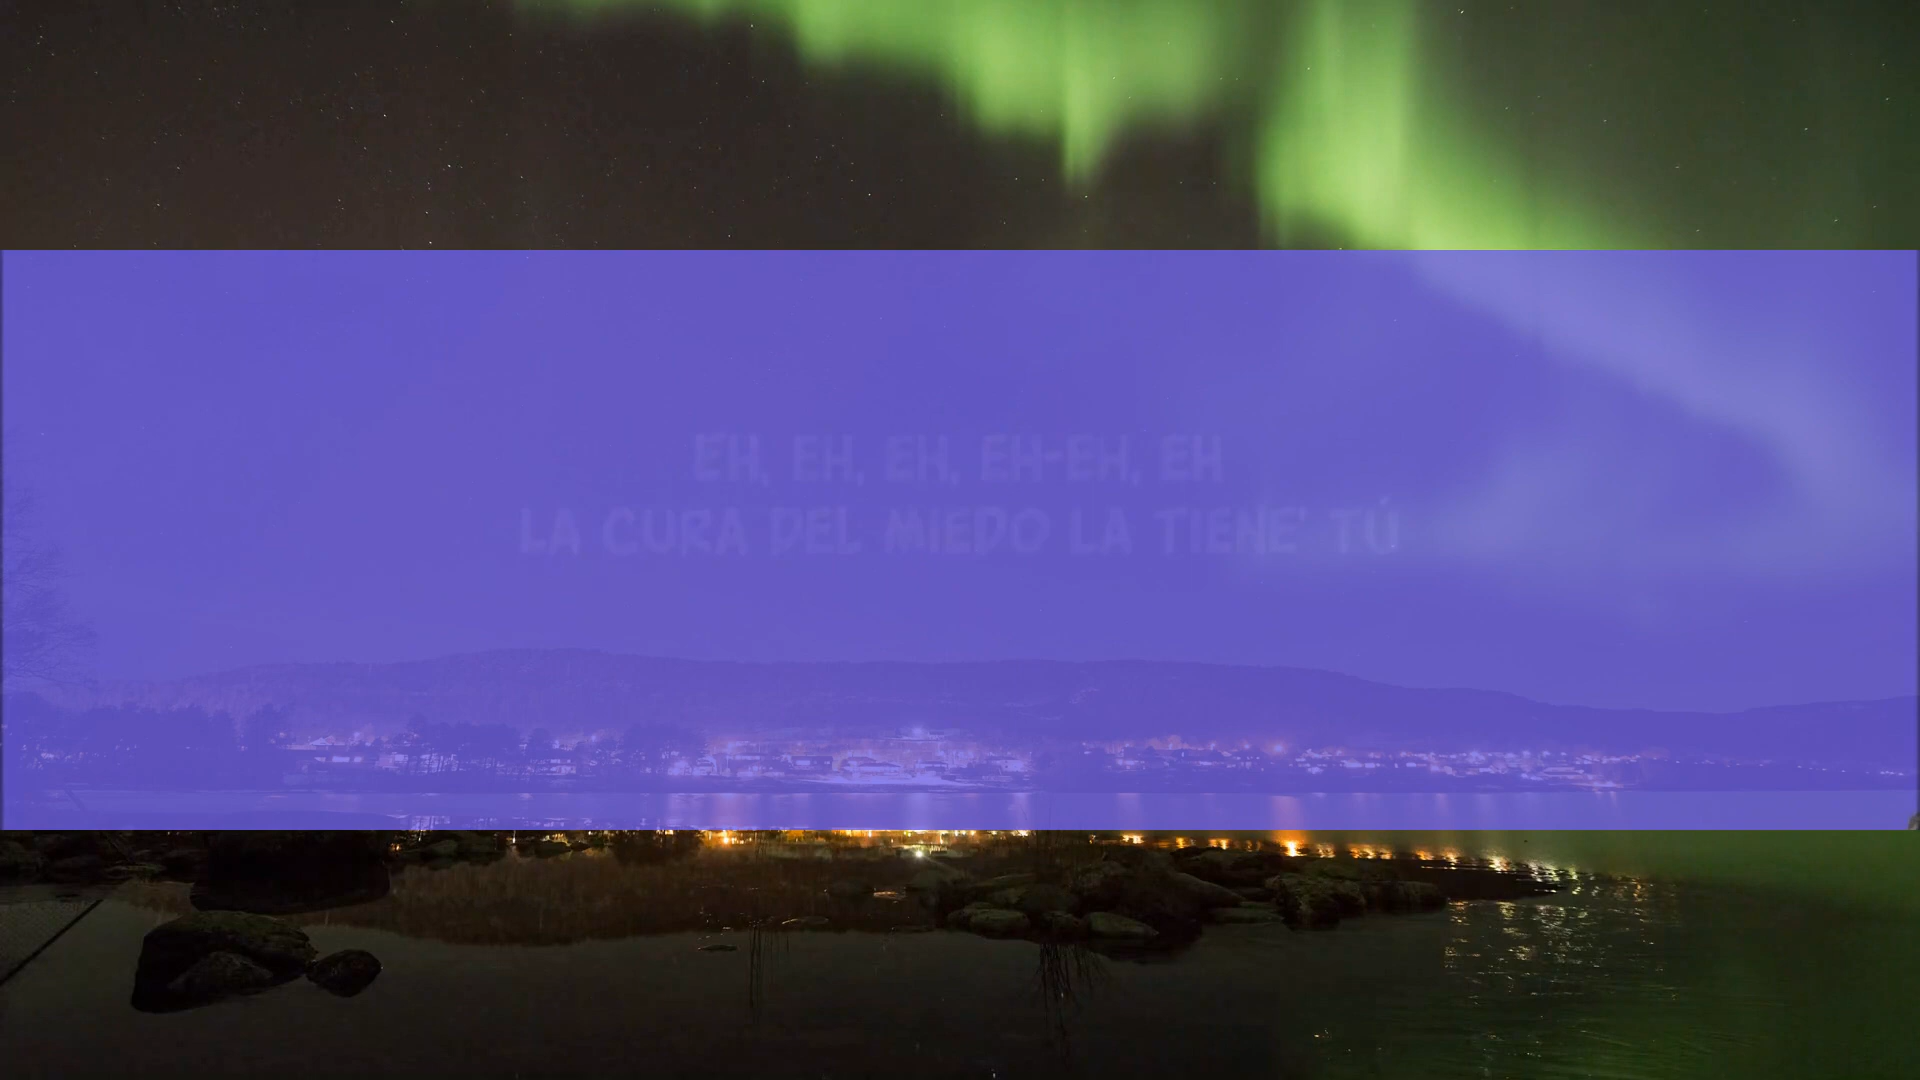 EH, EH, EH, EH-EH, EH
LA CURA DEL MIEDO LA TIENE' TÚ